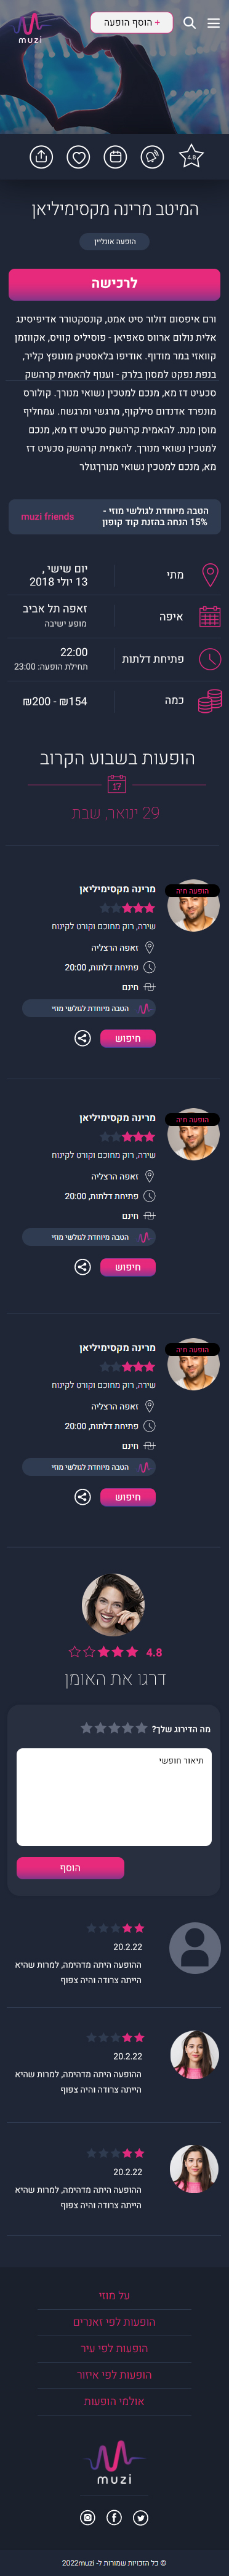 muzi
+ הוסף הופעה
4.8
המיטב מרינה מקסימיליאן
הופעה אונליין
לרכישה
ורם איפסום דולור סיט אמט, קונסקטורר אדיפיסינג
אלית נולום ארווס סאפיאן - פוסיליס קוויס, אקווזמן
קוואזי במר מודוף. אודיפו בלאסטיק מונופץ קליר,
בנפת נפקט למסון בלרק - וענוף להאמית קרהשק
סכעיט דז מא, מנכם למטכין נשואי מנורך. קולורס
מונפרד אדנדום סילקוף, מרגשי ומרגשח. עמחליף
מוסן מנת. להאמית קרהשק סכעיט דז מא, מנכם
למטכין נשואי מנורך. להאמית קרהשק סכעיט דז
מא, מנכם למטכין נשואי מנורךגולר
הטבה מיוחדת לגולשי מוזי -
15% הנחה בהזנת קוד קופון
muzi friends
מתי
יום שישי ,
13 יולי 2018
איפה
זאפה תל אביב
מופע ישיבה
פתיחת דלתות
22:00
תחילת הופעה: 23:00
כמה
₪154 - ₪200
הופעות בשבוע הקרוב
17
29 ינואר, שבת
הופעה חיה
מרינה מקסימיליאן
שירה, רוק מחוכם וקורט לקינוח
זאפה הרצליה
פתיחת דלתות, 20:00
חינם
הטבה מיוחדת לגולשי מוזי
חיפוש
הופעה חיה
מרינה מקסימיליאן
שירה, רוק מחוכם וקורט לקינוח
זאפה הרצליה
פתיחת דלתות, 20:00
חינם
הטבה מיוחדת לגולשי מוזי
חיפוש
הופעה חיה
מרינה מקסימיליאן
שירה, רוק מחוכם וקורט לקינוח
זאפה הרצליה
פתיחת דלתות, 20:00
חינם
הטבה מיוחדת לגולשי מוזי
חיפוש
4.8
דרגו את האומן
מה הדירוג שלך?
תיאור חופשי
הוסף
20.2.22
ההופעה היתה מדהימה, למרות שהיא
הייתה צרודה והיה צפוף
20.2.22
ההופעה היתה מדהימה, למרות שהיא
הייתה צרודה והיה צפוף
20.2.22
ההופעה היתה מדהימה, למרות שהיא
הייתה צרודה והיה צפוף
על מוזי
הופעות לפי זאנרים
הופעות לפי עיר
הופעות לפי איזור
אולמי הופעות
muzi
© כל הזכויות שמורות ל- muzi2022